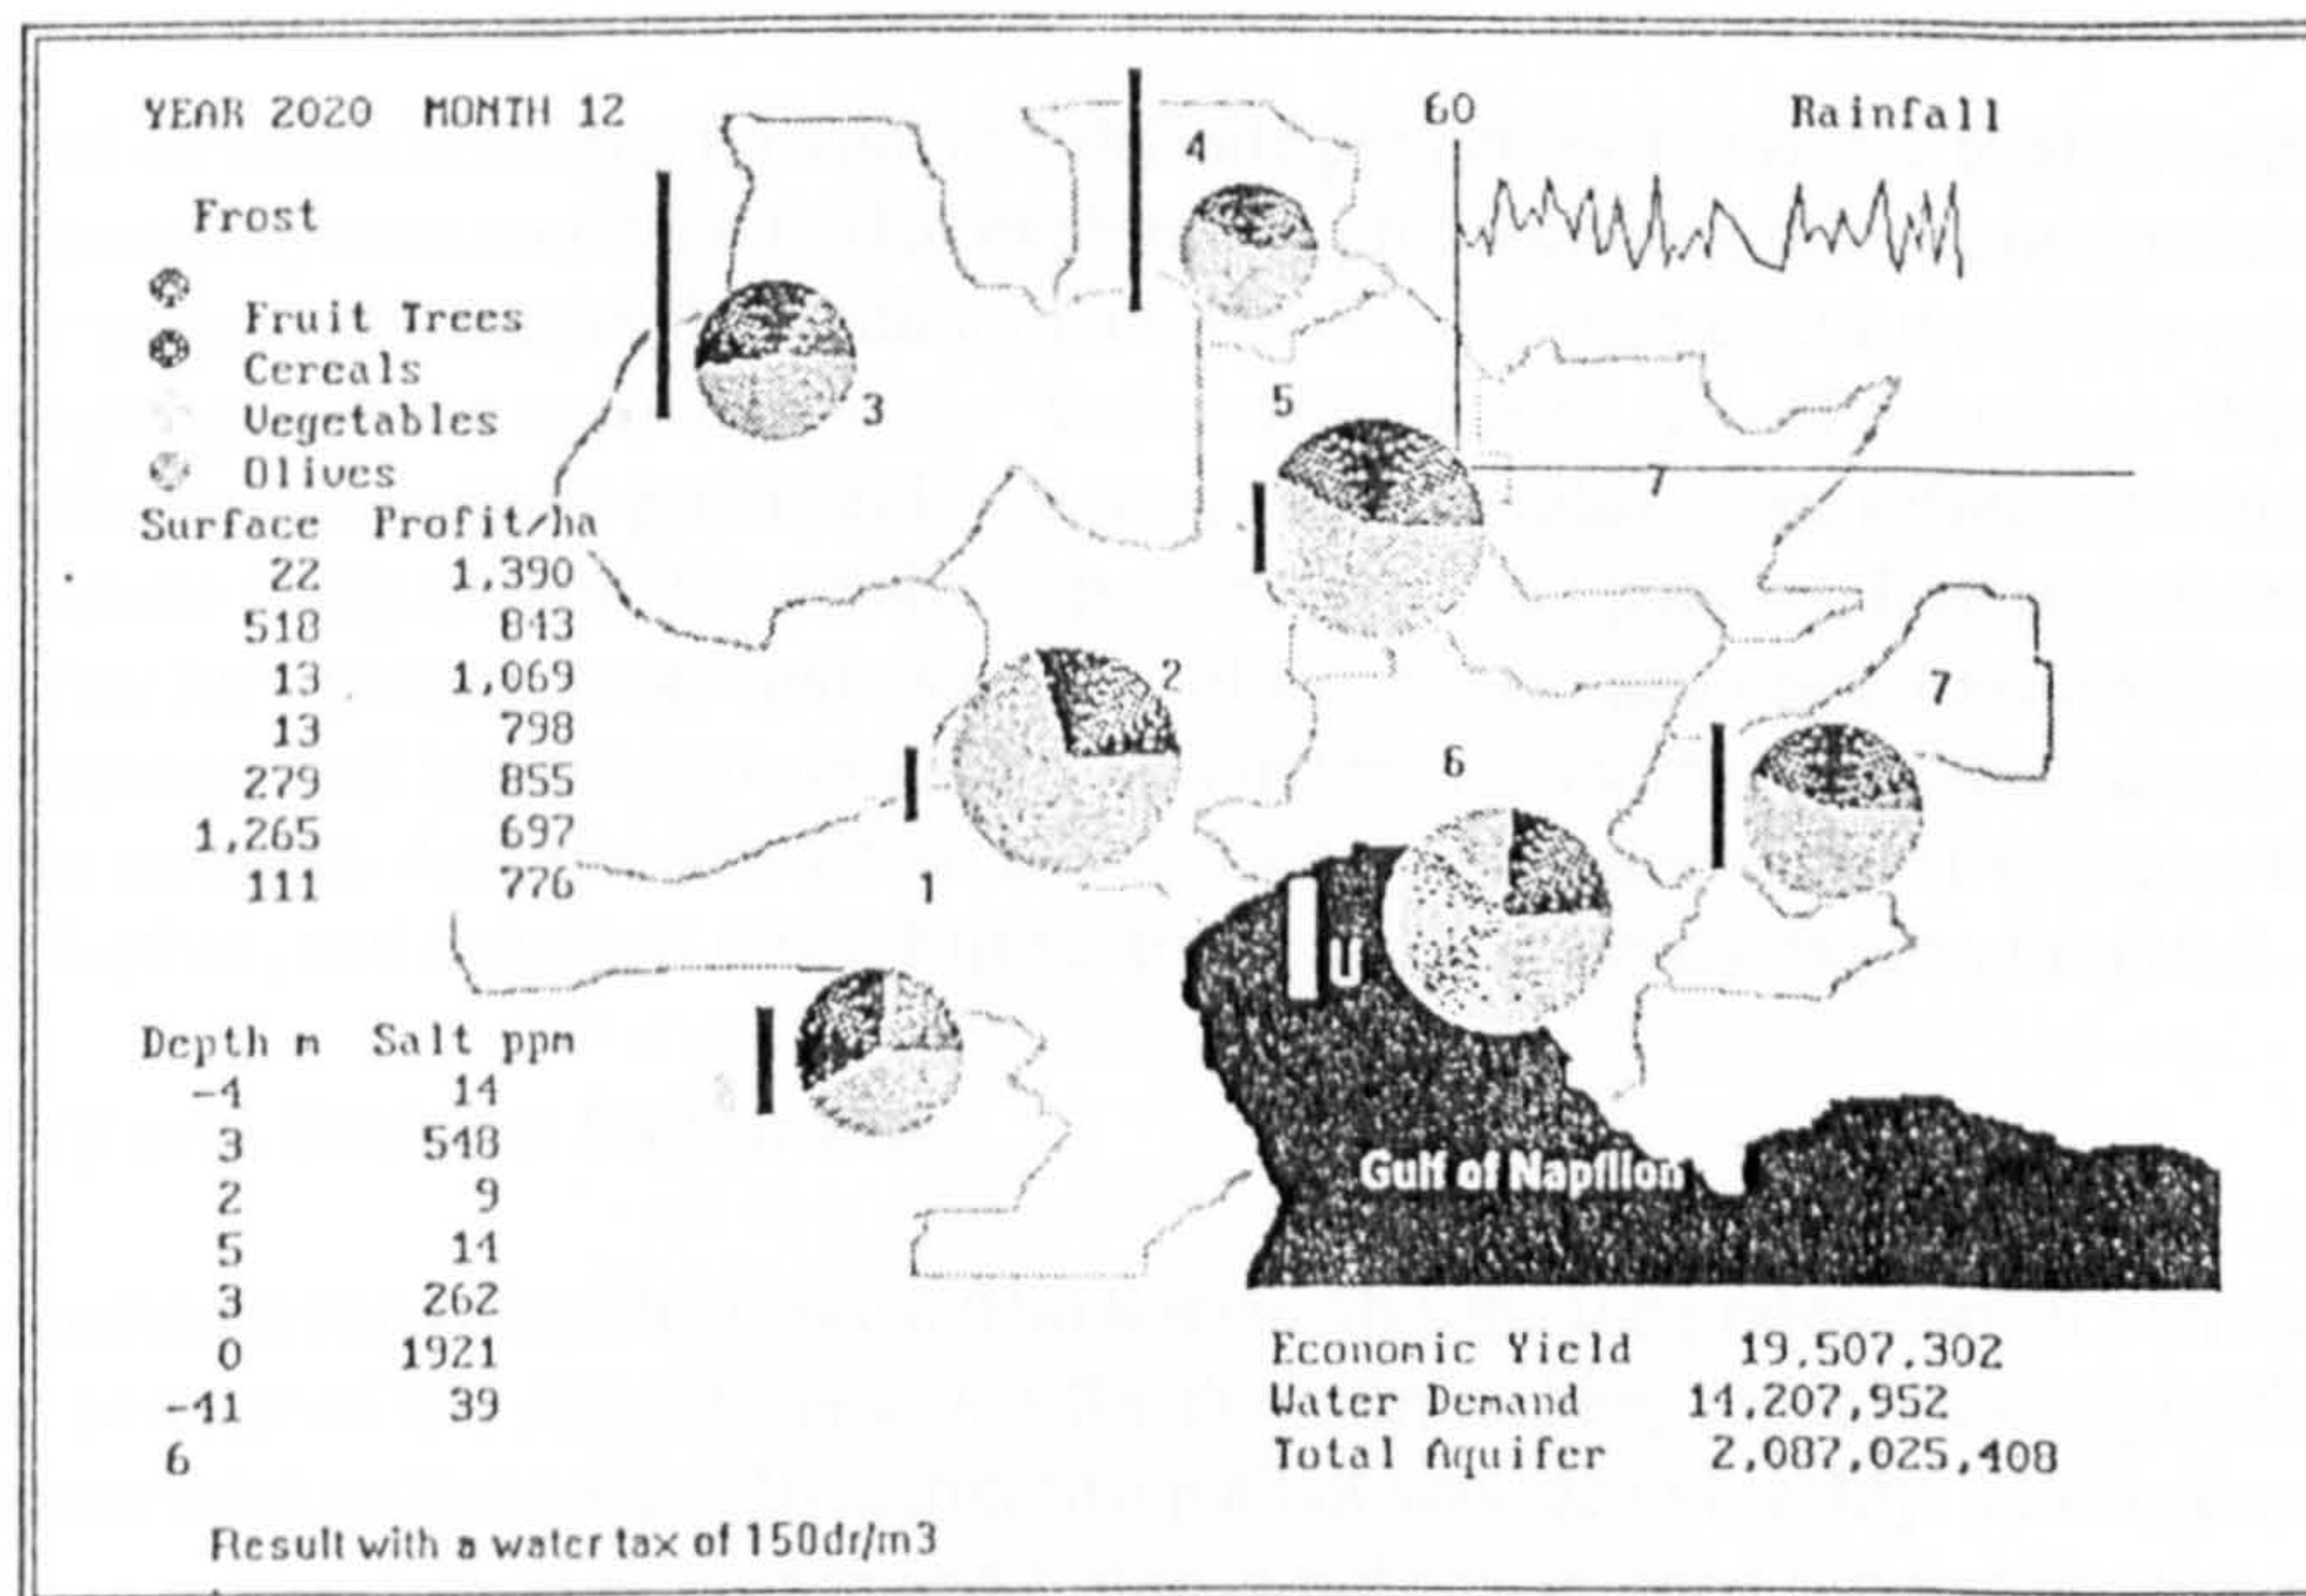 YEAR 2020 MONTH 12
Frost
Fruit Trees
Cereals
Vegetables
Olives
Surface Profit/ha
22 1,390
518 843
13 1,069
13 798
279 855
1,265 697
111 776
Depth m Salt ppm
-4 14
3 548
2 9
5 14
3 262
0 1921
-41 39
6
60 Rainfall
4
3
5
7
2
7
6
1
U
Gulf of Napflion
Economic Yield 19,507,302
Water Demand 14,207,952
Total Aquifer 2,087,025,408
Result with a water tax of 150dr/m3